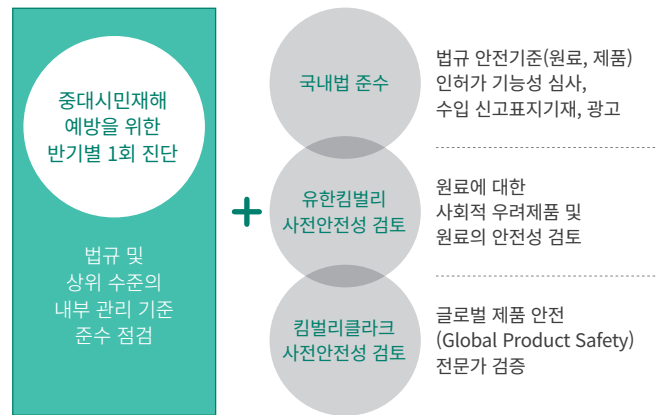 중대시민재해
예방을 위한
반기별 1회 진단
법규 및
상위 수준의
내부 관리 기준
준수 점검
+
국내법 준수
법규 안전기준(원료, 제품)
인허가 기능성 심사,
수입 신고표지기재, 광고
유한킴벌리
사전안전성 검토
원료에 대한
사회적 우려제품 및
원료의 안전성 검토
킴벌리클라크
사전안전성 검토
글로벌 제품 안전
(Global Product Safety)
전문가 검증